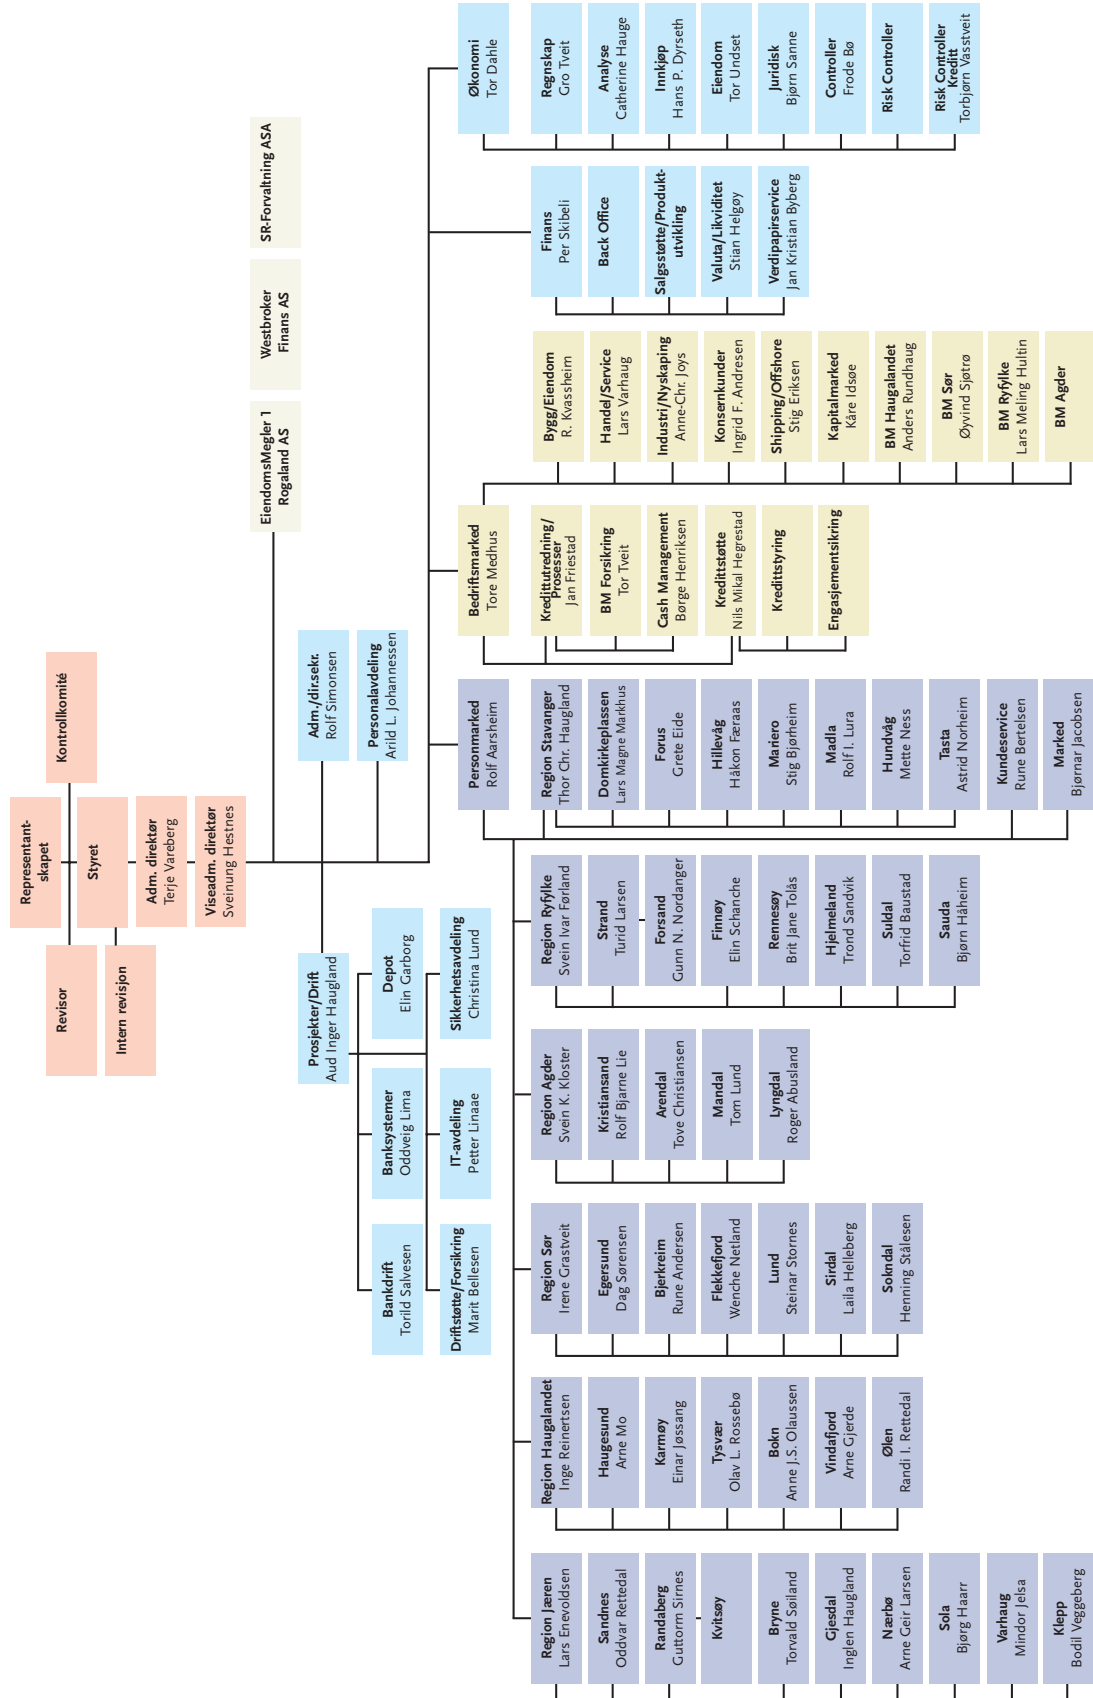 Representant-
skapet
Kontrollkomité
Revisor
Styret
Intern revisjon
Adm. direktør
Terje Vareberg
Viseadm. direktør
Sveinung Hestnes
EiendomsMegler 1
Rogaland AS
Westbroker
Finans AS
SR-Forvaltning ASA
Prosjekter/Drift
Aud Inger Haugland
Adm./dir.sekr.
Rolf Simonsen
Personalavdeling
Arild L. Johannessen
Bankdrift
Torild Salvesen
Banksystemer
Oddveig Lima
Depot
Elin Garborg
Driftstøtte/Forsikring
Marit Bellesen
IT-avdeling
Petter Linaae
Sikkerhetsavdeling
Christina Lund
Personmarked
Rolf Aarsheim
Bedriftsmarked
Tore Medhus
Økonomi
Tor Dahle
Region Jæren
Lars Enevoldsen
Sandnes
Oddvar Rettedal
Randaberg
Guttorm Sirnes
Kvitsøy
Bryne
Torvald Søiland
Gjesdal
Inglen Haugland
Nærbø
Arne Geir Larsen
Sola
Bjørg Haarr
Varhaug
Mindor Jelsa
Klepp
Bodil Veggeberg
Region Haugalandet
Inge Reinertsen
Haugesund
Arne Mo
Karmøy
Einar Jøssang
Tysvær
Olav L. Rossebø
Bokn
Anne J.S. Olaussen
Vindafjord
Arne Gjerde
Ølen
Randi I. Rettedal
Region Sør
Irene Grastveit
Egersund
Dag Sørensen
Bjerkreim
Rune Andersen
Flekkefjord
Wenche Netland
Lund
Steinar Stornes
Sirdal
Laila Helleberg
Sokndal
Henning Stålesen
Region Agder
Svein K. Kloster
Kristiansand
Rolf Bjarne Lie
Arendal
Tove Christiansen
Mandal
Tom Lund
Lyngdal
Roger Abusland
Region Ryfylke
Svein Ivar Førland
Strand
Turid Larsen
Forsand
Gunn N. Nordanger
Finnøy
Elin Schanche
Rennesøy
Brit Jane Tolås
Hjelmeland
Trond Sandvik
Suldal
Torfrid Baustad
Sauda
Bjørn Håheim
Region Stavanger
Thor Chr. Haugland
Domkirkeplassen
Lars Magne Markhus
Forus
Grete Eide
Hillevåg
Håkon Færaas
Mariero
Stig Bjørheim
Madla
Rolf I. Lura
Hundvåg
Mette Ness
Tasta
Astrid Norheim
Kundeservice
Rune Bertelsen
Marked
Bjørnar Jacobsen
Kredittutredning/
Prosesser
Jan Friestad
BM Forsikring
Tor Tveit
Cash Management
Børge Henriksen
Kredittstøtte
Nils Mikal Hegrestad
Kredittstyring
Engasjementsikring
Bygg/Eiendom
R. Kvassheim
Handel/Service
Lars Varhaug
Industri/Nyskaping
Anne-Chr. Joys
Konsernkunder
Ingrid F. Andresen
Shipping/Offshore
Stig Eriksen
Kapitalmarked
Kåre Idsøe
BM Haugalandet
Anders Rundhaug
BM Sør
Øyvind Sjøtrø
BM Ryfylke
Lars Meling Hultin
BM Agder
Finans
Per Skibeli
Back Office
Salgsstøtte/Produkt-
utvikling
Valuta/Likviditet
Stian Helgøy
Verdipapirservice
Jan Kristian Byberg
Regnskap
Gro Tveit
Analyse
Catherine Hauge
Innkjøp
Hans P. Dyrseth
Eiendom
Tor Undset
Juridisk
Bjørn Sanne
Controller
Frode Bø
Risk Controller
Risk Controller
Kreditt
Torbjørn Vasstveit